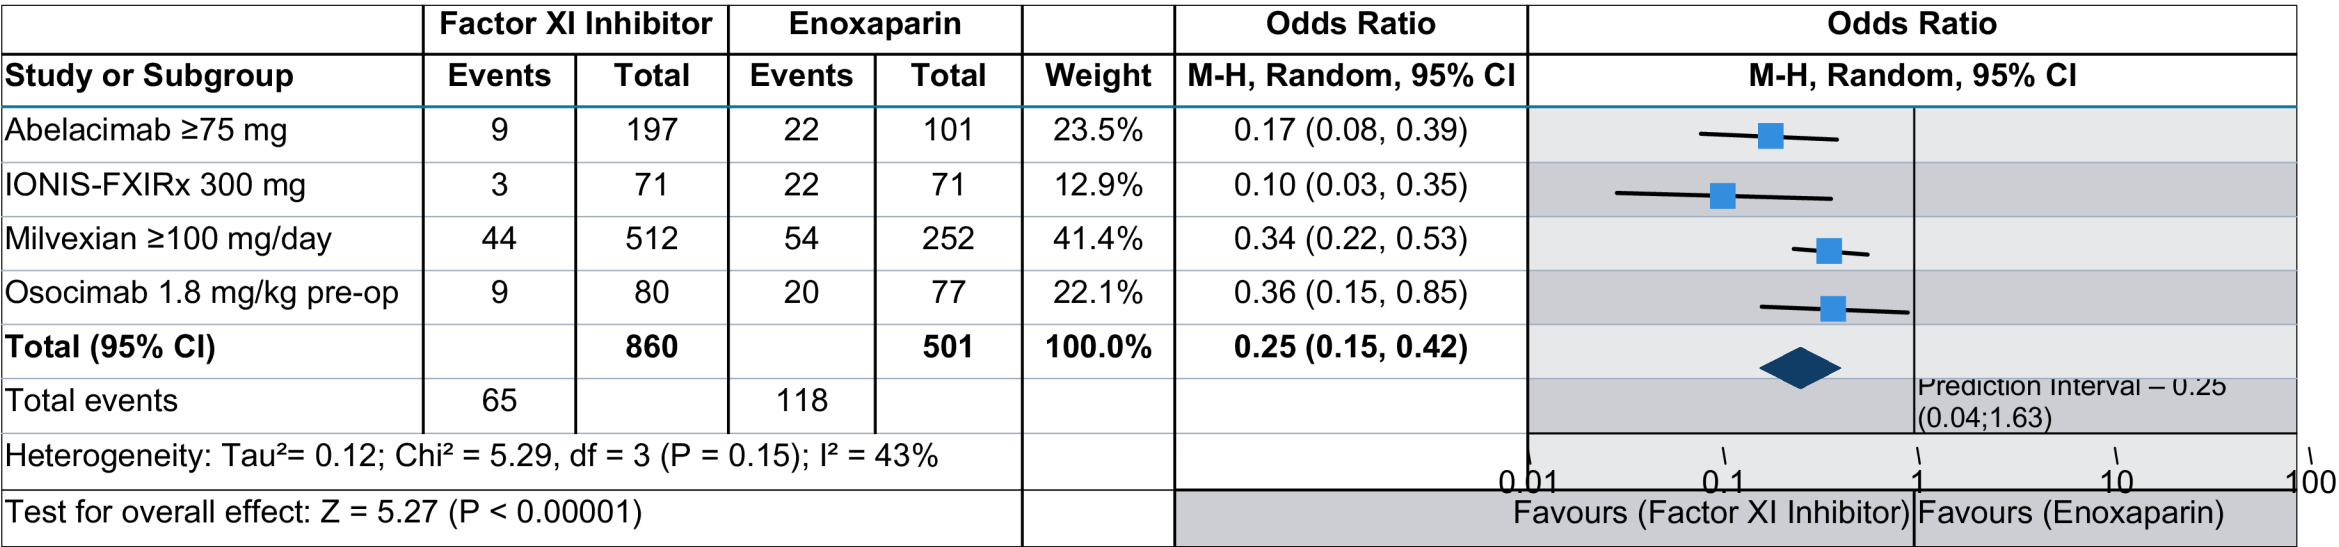 Factor XI Inhibitor Enoxaparin Odds Ratio Odds Ratio
Study or Subgroup Events Total Events Total Weight M-H, Random, 95% CI M-H, Random, 95% CI
Abelacimab ≥75 mg 9 197 22 101 23.5% 0.17 (0.08, 0.39)
IONIS-FXIRx 300 mg 3 71 22 71 12.9% 0.10 (0.03, 0.35)
Milvexian ≥100 mg/day 44 512 54 252 41.4% 0.34 (0.22, 0.53)
Osocimab 1.8 mg/kg pre-op 9 80 20 77 22.1% 0.36 (0.15, 0.85)
Total (95% CI) 860 501 100.0% 0.25 (0.15, 0.42)
Total events 65 118
Prediction Interval – 0.25
(0.04;1.63)
Heterogeneity: Tau²= 0.12; Chi² = 5.29, df = 3 (P = 0.15); I² = 43%
0.01 0.1 1 10 100
Test for overall effect: Z = 5.27 (P < 0.00001) Favours (Factor XI Inhibitor) Favours (Enoxaparin)